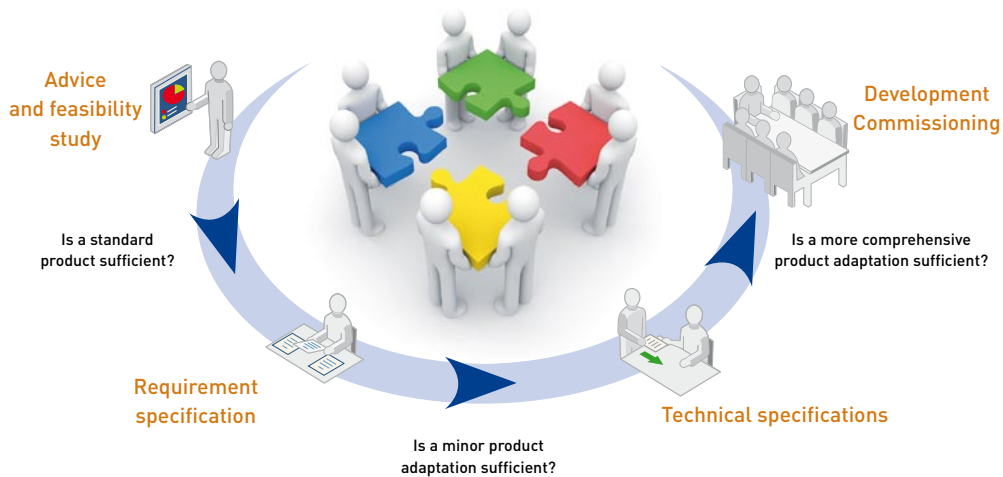 Advice
and feasibility
study
Is a standard
product sufficient?
Requirement
specification
Is a minor product
adaptation sufficient?
Technical specifications
Is a more comprehensive
product adaptation sufficient?
Development
Commissioning